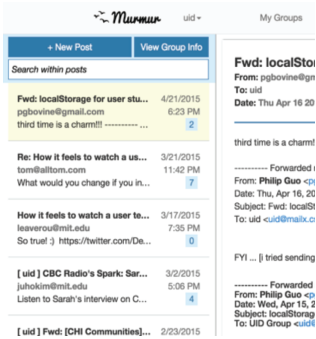 Murmur uid My Groups
+ New Post View Group Info
Search within posts
Fwd: localStorage for user stu... 4/21/2015
pgbovine@gmail.com 6:23 PM
third time is a charm!!! ---------- ... 2
Re: How it feels to watch a us... 3/21/2015
tom@alltom.com 11:42 PM
What would you change if you in... 7
How it feels to watch a user te... 3/17/2015
leaverou@mit.edu 7:35 PM
So true! :) https://twitter.com/De... 0
[ uid ] CBC Radio's Spark: Sar... 3/2/2015
juhokim@mit.edu 5:06 PM
Listen to Sarah's interview on C... 4
[ uid ] Fwd: [CHI Communities]... 2/23/2015
Fwd: localStor
From: pgbovine@gm
To: uid
Date: Thu Apr 16 20
third time is a charm!
---------- Forwarded
From: Philip Guo <p
Date: Thu, Apr 16, 20
Subject: Fwd: localSt
To: uid <uid@mailx.c
FYI ... [i tried sending
---------- Forwarded
From: Philip Guo <p
Date: Wed, Apr 15, 2
Subject: localStorag
To: UID Group <uid@